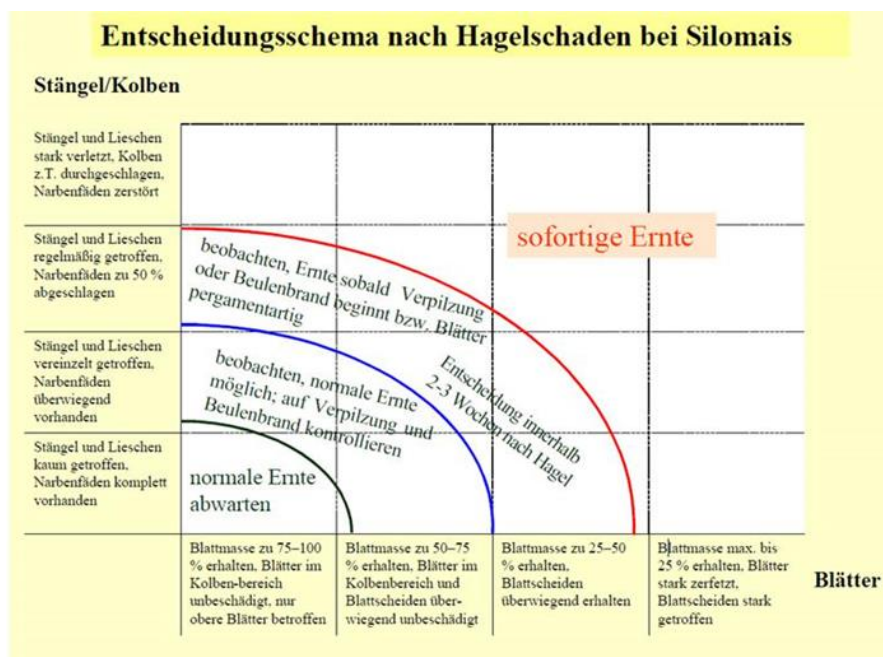 Entscheidungsschema nach Hagelschaden bei Silomais
Stängel/Kolben
Stängel und Lieschen
stark verletzt, Kolben
z.T. durchgeschlagen,
Narbenfäden zerstört
Stängel und Lieschen
regelmäßig getroffen,
Narbenfäden zu 50 %
abgeschlagen
Stängel und Lieschen
vereinzelt getroffen,
Narbenfäden
überwiegend
vorhanden
Stängel und Lieschen
kaum getroffen,
Narbenfäden komplett
vorhanden
sofortige Ernte
beobachten, Ernte sobald Verpilzung
oder Beulenbrand beginnt bzw. Blätter
pergamentartig
Entscheidung innerhalb
2-3 Wochen nach Hagel
beobachten, normale Ernte
möglich; auf Verpilzung und
Beulenbrand kontrollieren
normale Ernte
abwarten
Blattmasse zu 75–100
% erhalten, Blätter im
Kolben-bereich
unbeschädigt, nur
obere Blätter betroffen
Blattmasse zu 50–75
% erhalten, Blätter im
Kolbenbereich und
Blattscheiden über-
wiegend unbeschädigt
Blattmasse zu 25–50
% erhalten,
Blattscheiden
überwiegend erhalten
Blattmasse max. bis
25 % erhalten, Blätter
stark zerfetzt,
Blattscheiden stark
getroffen
Blätter